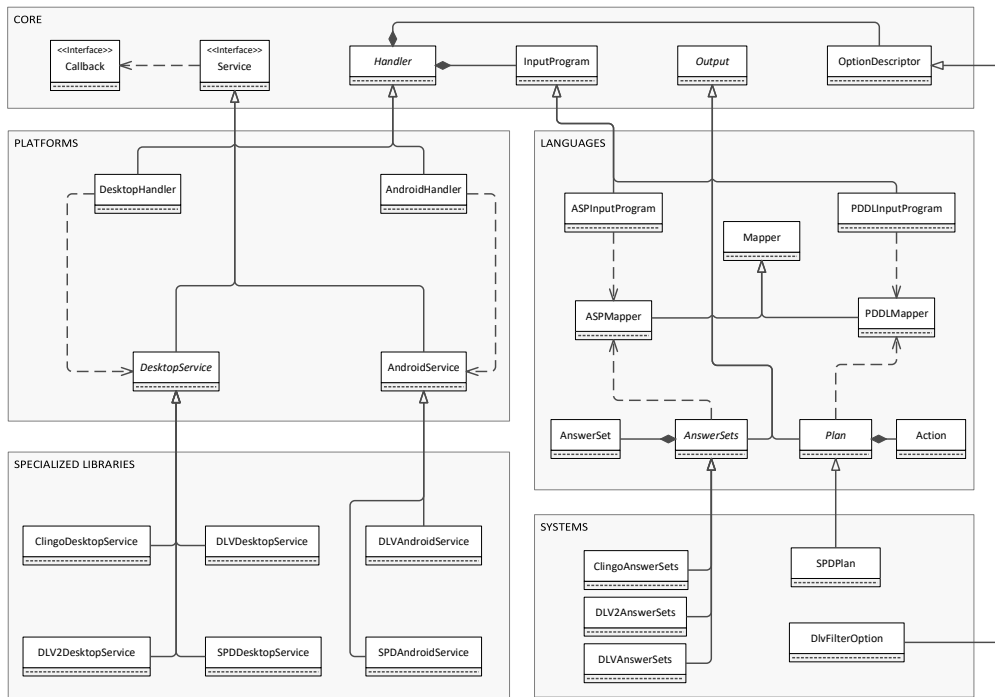 CORE
<<Interface>>
Callback
<<Interface>>
Service
Handler
InputProgram
Output
OptionDescriptor
PLATFORMS
DesktopHandler
AndroidHandler
DesktopService
AndroidService
LANGUAGES
ASPInputProgram
PDDLInputProgram
Mapper
ASPMapper
PDDLMapper
AnswerSet
AnswerSets
Plan
Action
SPECIALIZED LIBRARIES
ClingoDesktopService
DLVDesktopService
DLVAndroidService
DLV2DesktopService
SPDDesktopService
SPDAndroidService
SYSTEMS
ClingoAnswerSets
SPDPlan
DLV2AnswerSets
DlvFilterOption
DLVAnswerSets